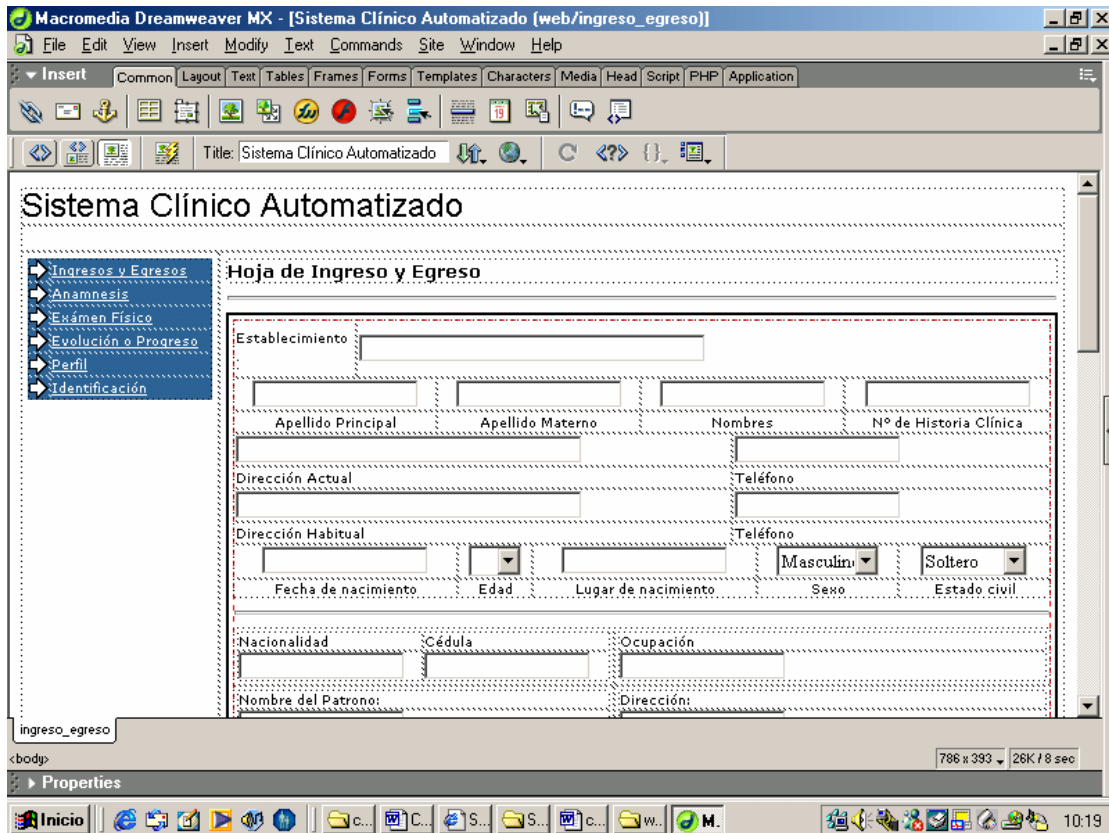 Macromedia Dreamweaver MX - [Sistema Clínico Automatizado (web/ingreso_egreso)]
File Edit View Insert Modify Text Commands Site Window Help
Insert Common Layout Text Tables Frames Forms Templates Characters Media Head Script PHP Application
19
Title: Sistema Clínico Automatizado
Sistema Clínico Automatizado
Ingresos y Egresos
Anamnesis
Exámen Físico
Evolución o Progreso
Perfil
Identificación
Hoja de Ingreso y Egreso
Establecimiento
:
Apellido Principal Apellido Materno Nombres Nº de Historia Clínica
Dirección Actual Teléfono
Dirección Habitual Teléfono
Masculin Soltero
Fecha de nacimiento Edad Lugar de nacimiento Sexo Estado civil
Nacionalidad Cédula Ocupación
Nombre del Patrono: Dirección:
ingreso_egreso
<body> 786 x 393 26K / 8 sec
Properties
Inicio c... C... S... S... c... w... M. 10:19